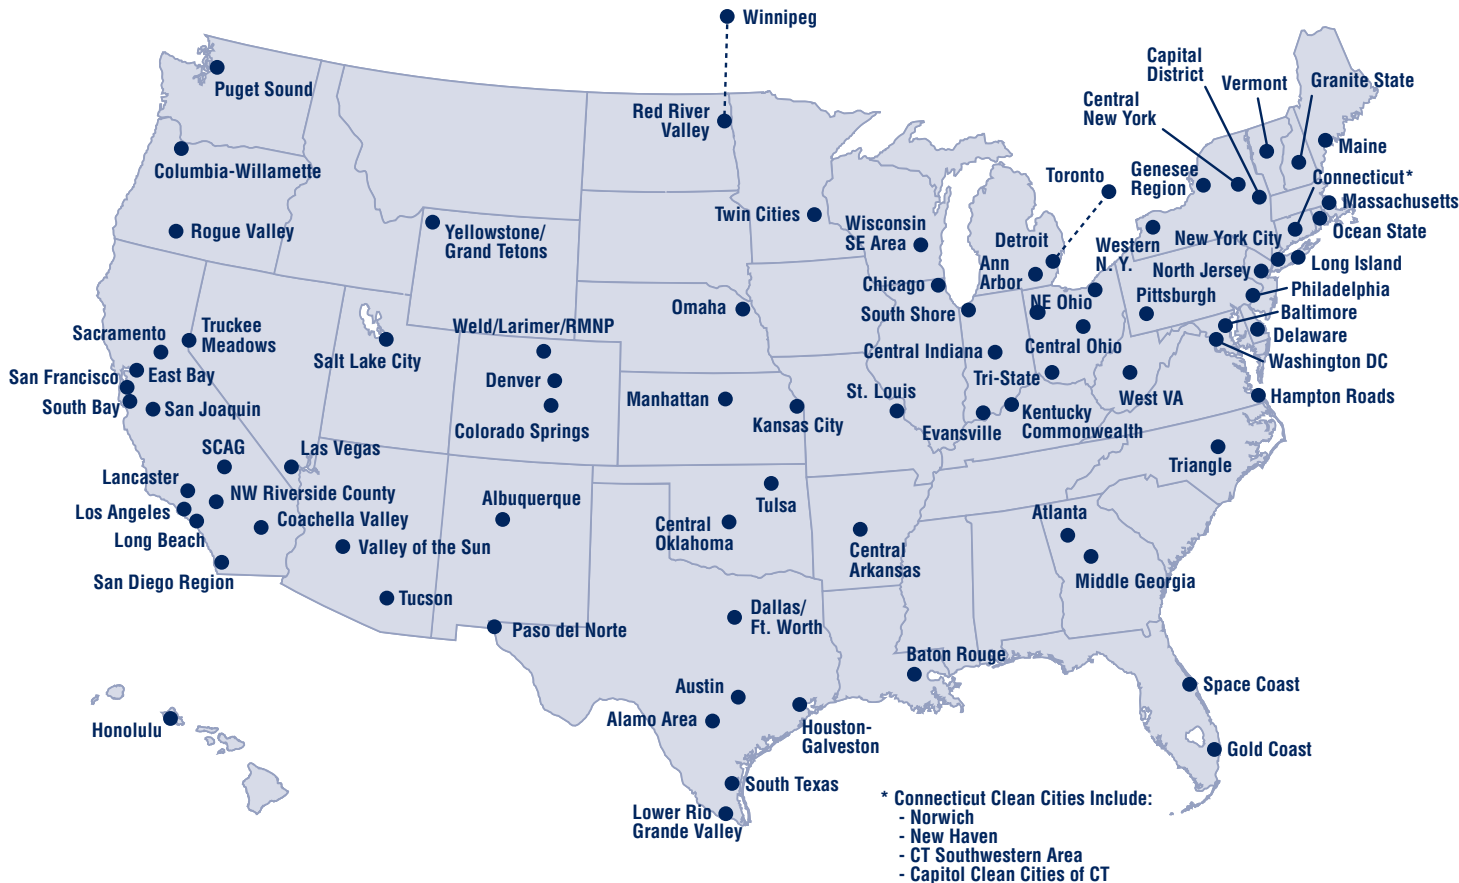 Winnipeg
Capital
District
Vermont
Granite State
Puget Sound
Red River
Valley
Central
New York
Maine
Columbia-Willamette
Toronto
Genesee
Region
Connecticut*
Massachusetts
Twin Cities
Wisconsin
SE Area
Rogue Valley
Yellowstone/
Grand Tetons
Detroit
Ann
Arbor
Western
N. Y.
New York City
Ocean State
Long Island
North Jersey
Chicago
South Shore
NE Ohio
Pittsburgh
Philadelphia
Baltimore
Omaha
Delaware
Sacramento
Truckee
Meadows
Salt Lake City
Weld/Larimer/RMNP
Central Indiana
Central Ohio
Washington DC
San Francisco
East Bay
Denver
Tri-State
West VA
Hampton Roads
South Bay
San Joaquin
Manhattan
St. Louis
Kansas City
Colorado Springs
Evansville
Kentucky
Commonwealth
SCAG
Las Vegas
Triangle
Lancaster
NW Riverside County
Albuquerque
Tulsa
Los Angeles
Coachella Valley
Central
Oklahoma
Atlanta
Long Beach
Valley of the Sun
Central
Arkansas
San Diego Region
Middle Georgia
Tucson
Dallas/
Ft. Worth
Paso del Norte
Baton Rouge
Austin
Space Coast
Alamo Area
Honolulu
Houston-
Galveston
Gold Coast
South Texas
Lower Rio
Grande Valley
* Connecticut Clean Cities Include:
- Norwich
- New Haven
- CT Southwestern Area
- Capitol Clean Cities of CT